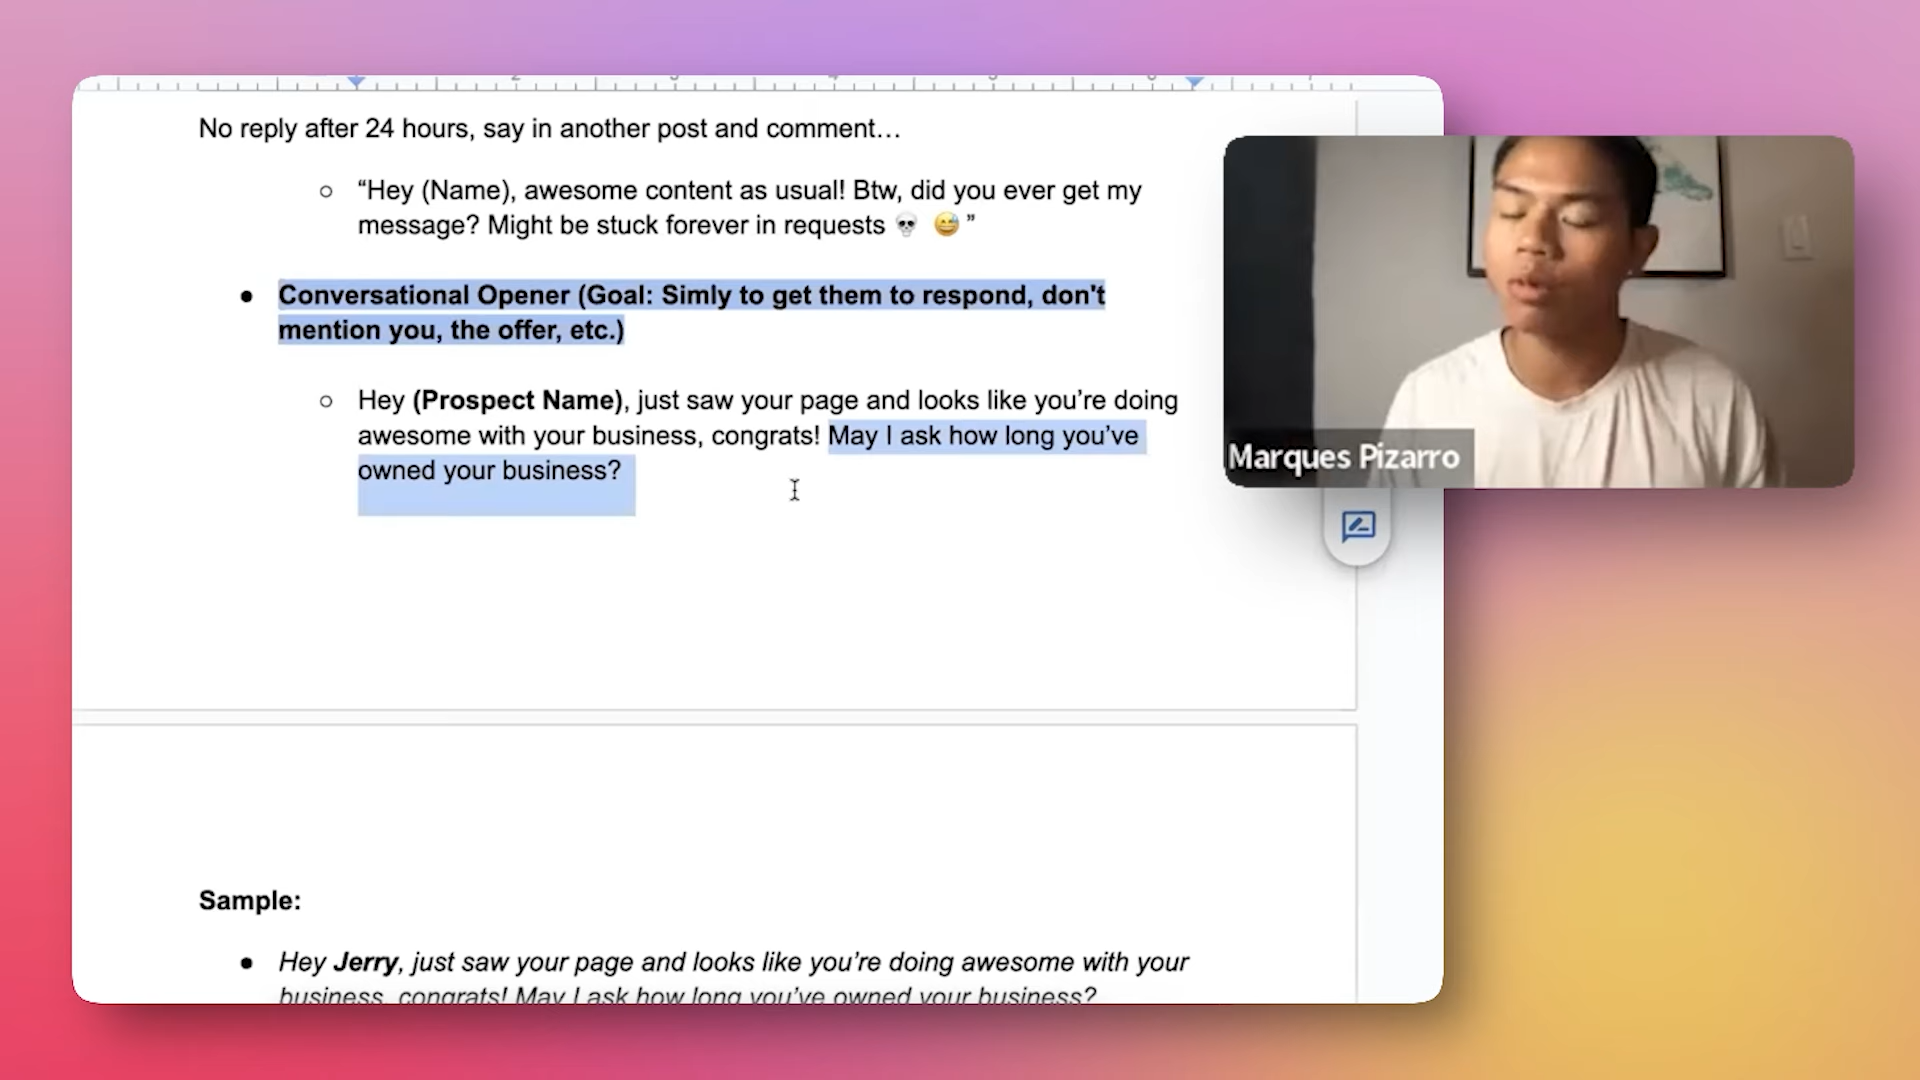 No reply after 24 hours, say in another post and comment…
○ “Hey (Name), awesome content as usual! Btw, did you ever get my
message? Might be stuck forever in requests 💀 😅 ”
● Conversational Opener (Goal: Simly to get them to respond, don't
mention you, the offer, etc.)
○ Hey (Prospect Name), just saw your page and looks like you’re doing
awesome with your business, congrats! May I ask how long you’ve
owned your business?
Marques Pizarro
Sample:
● Hey Jerry, just saw your page and looks like you’re doing awesome with your
business, congrats! May I ask how long you’ve owned your business?